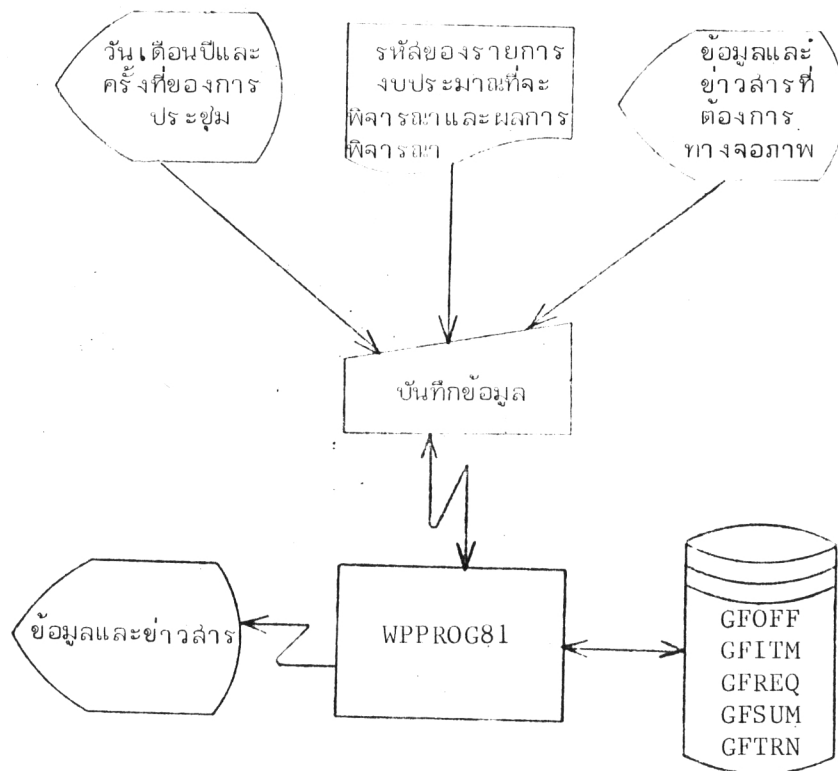 วันเดือนปีและ
ครั้งที่ของการ
ประชุม
รหัสของรายการ
งบประมาณที่จะ
พิจารณาและผลการ
พิจารณา
ข้อมูลและ
ข่าวสารที่
ต้องการ
ทางจอภาพ
บันทึกข้อมูล
ข้อมูลและข่าวสาร
WPPROG81
GFOFF
GFITM
GFREQ
GFSUM
GFTRN